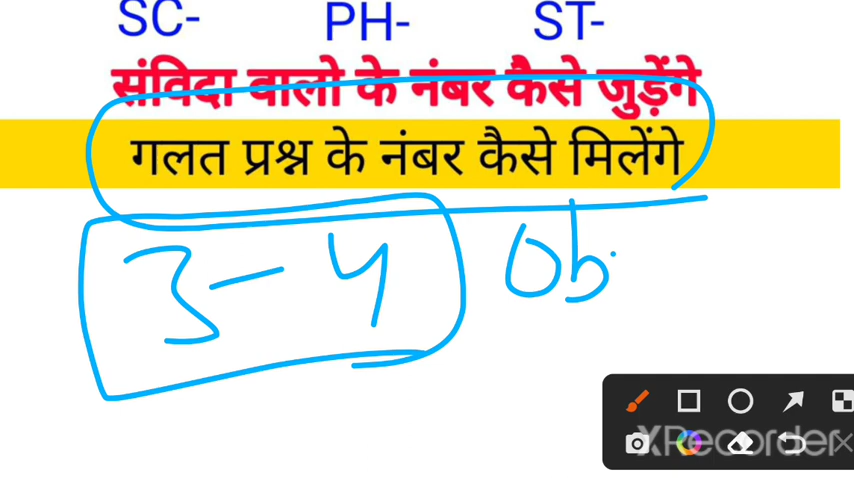 SC- PH- ST-
संविदा वालो के नंबर कैसे जुड़ेंगे
गलत प्रश्न के नंबर कैसे मिलेंगे
3-4 Ob
XRecorder